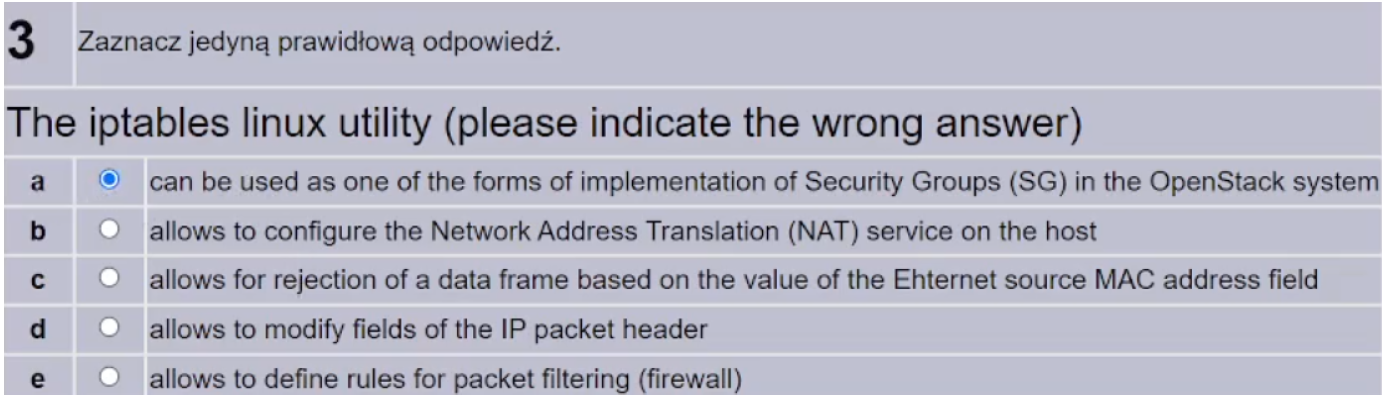 3 Zaznacz jedyną prawidłową odpowiedź.
The iptables linux utility (please indicate the wrong answer)
a can be used as one of the forms of implementation of Security Groups (SG) in the OpenStack system
b allows to configure the Network Address Translation (NAT) service on the host
c allows for rejection of a data frame based on the value of the Ehternet source MAC address field
d allows to modify fields of the IP packet header
e allows to define rules for packet filtering (firewall)